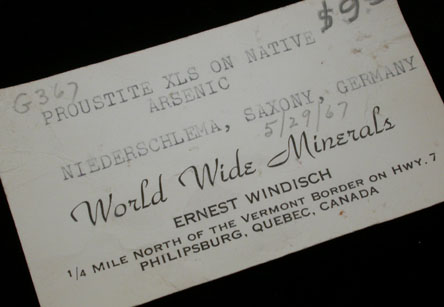 G367
PROUSTITE XLS ON NATIVE
ARSENIC
NIEDERSCHLEMA, SAXONY, GERMANY
5/29/67
World Wide Minerals
ERNEST WINDISCH
1/4 MILE NORTH OF THE VERMONT BORDER ON HWY. 7
PHILIPSBURG, QUEBEC, CANADA